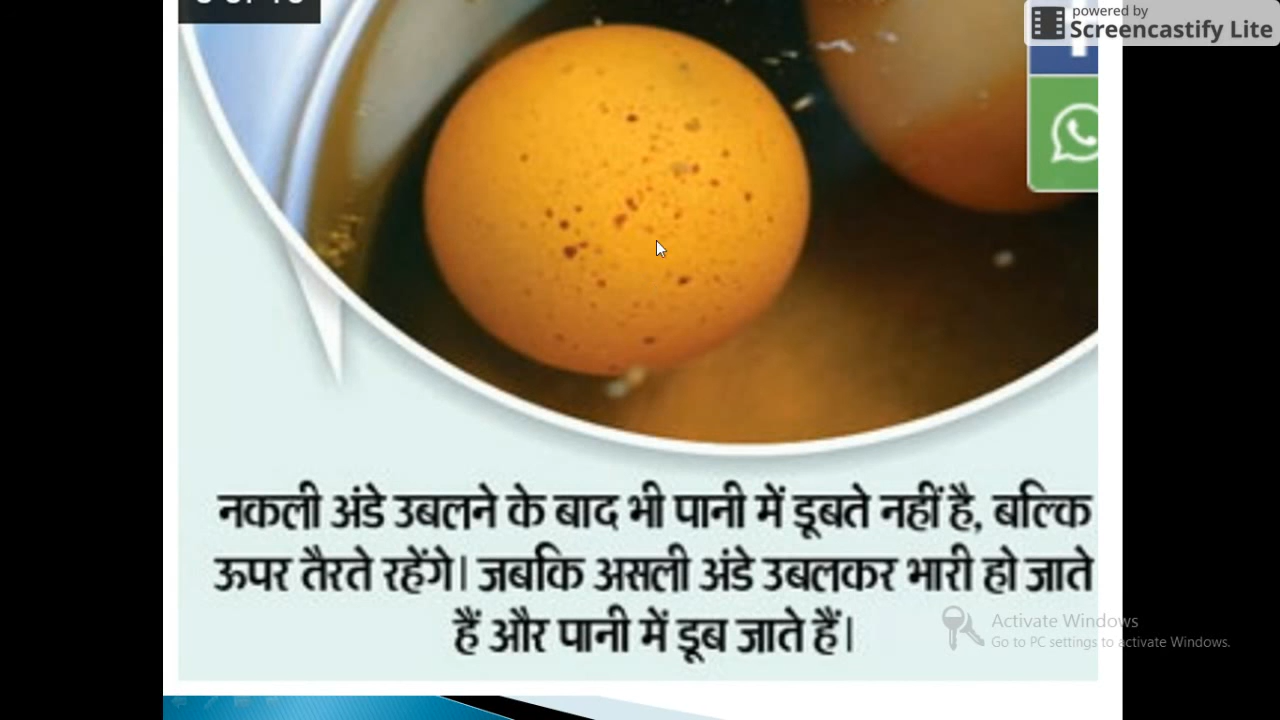 powered by
Screencastify Lite
नकली अंडे उबलने के बाद भी पानी में डूबते नहीं है, बल्कि
ऊपर तैरते रहेंगे। जबकि असली अंडे उबलकर भारी हो जाते
हैं और पानी में डूब जाते हैं।
Activate Windows
Go to PC settings to activate Windows.